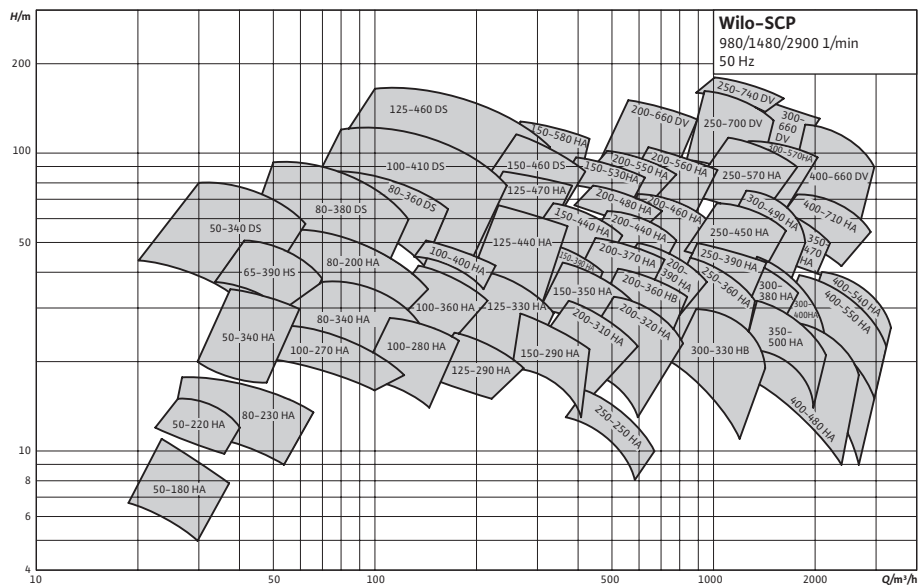 H/m
Wilo-SCP
980/1480/2900 1/min
50 Hz
200
100
50
10
8
6
4
10
20
50
100
200
500
1000
2000
Q/m³/h
250-740 DV
125-460 DS
200-660 DV
300-
660
DV
250-700 DV
150-580 HA
300-570HA
100-410 DS
150-460 DS
200-550 HA
200-560 HA
150-530HA
250-570 HA
400-660 DV
80-360 DS
125-470 HA
200-480 HA
200-460 HA
300-490 HA
400-710 HA
80-380 DS
50-340 DS
150-440 HA
200-440 HA
250-450 HA
350-
470
HA
125-440 HA
100-400 HA
200-370 HA
250-390 HA
80-200 HA
150-390 HA
200-
390 HA
65-390 HS
150-350 HA
200-360 HB
250-360 HA
300-
380 HA
400-540 HA
100-360 HA
125-330 HA
300-
400HA
400-550 HA
80-340 HA
200-310 HA
200-320 HA
50-340 HA
350-
500 HA
100-270 HA
100-280 HA
150-290 HA
300-330 HB
125-290 HA
80-230 HA
50-220 HA
250-250 HA
400-480 HA
50-180 HA